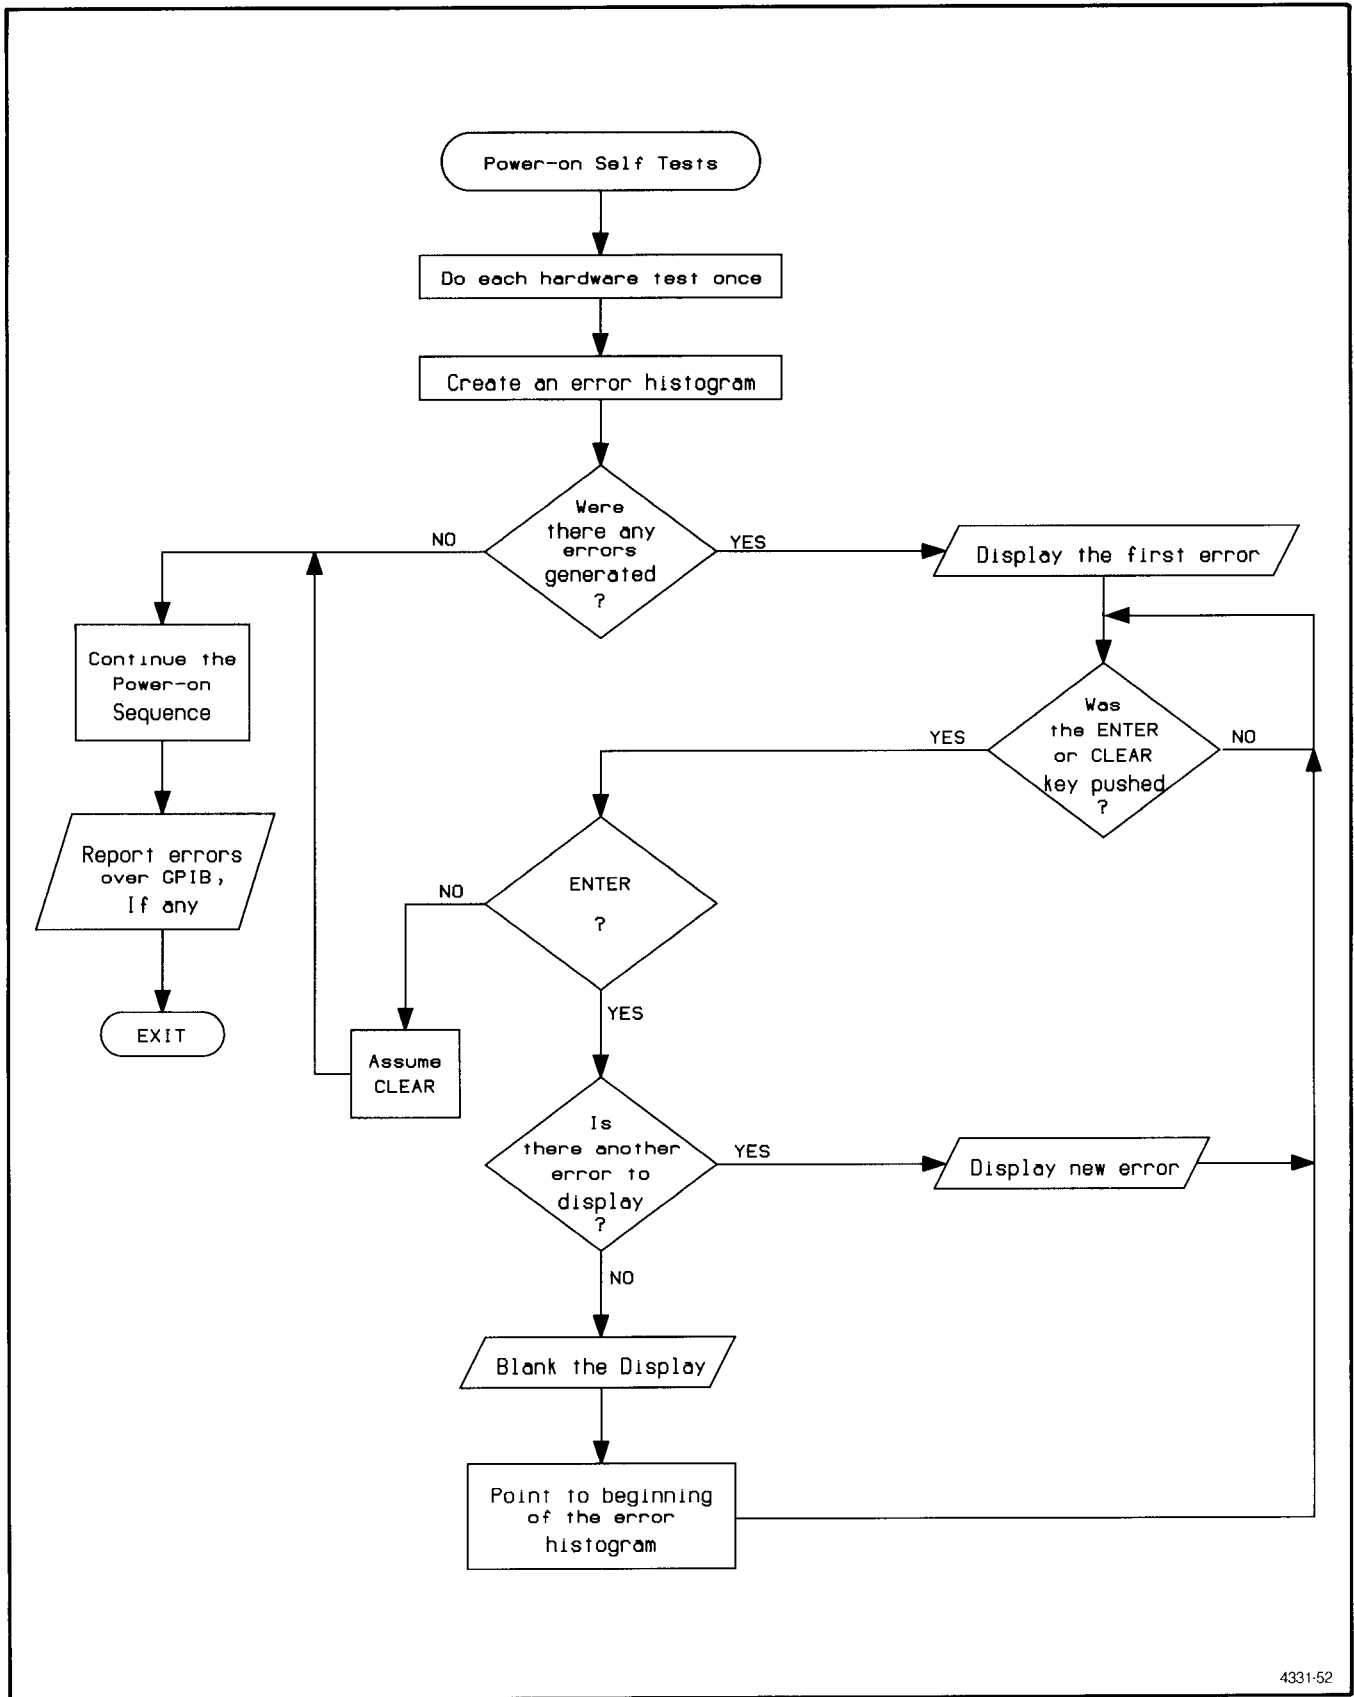 Power-on Self Tests
Do each hardware test once
Create an error histogram
Were
there any
errors
generated
?
NO
YES
Display the first error
Continue the
Power-on
Sequence
Was
the ENTER
or CLEAR
key pushed
?
YES
NO
Report errors
over GPIB,
If any
ENTER
?
NO
YES
EXIT
Assume
CLEAR
Is
there another
error to
display
?
YES
Display new error
NO
Blank the Display
Point to beginning
of the error
histogram
4331-52